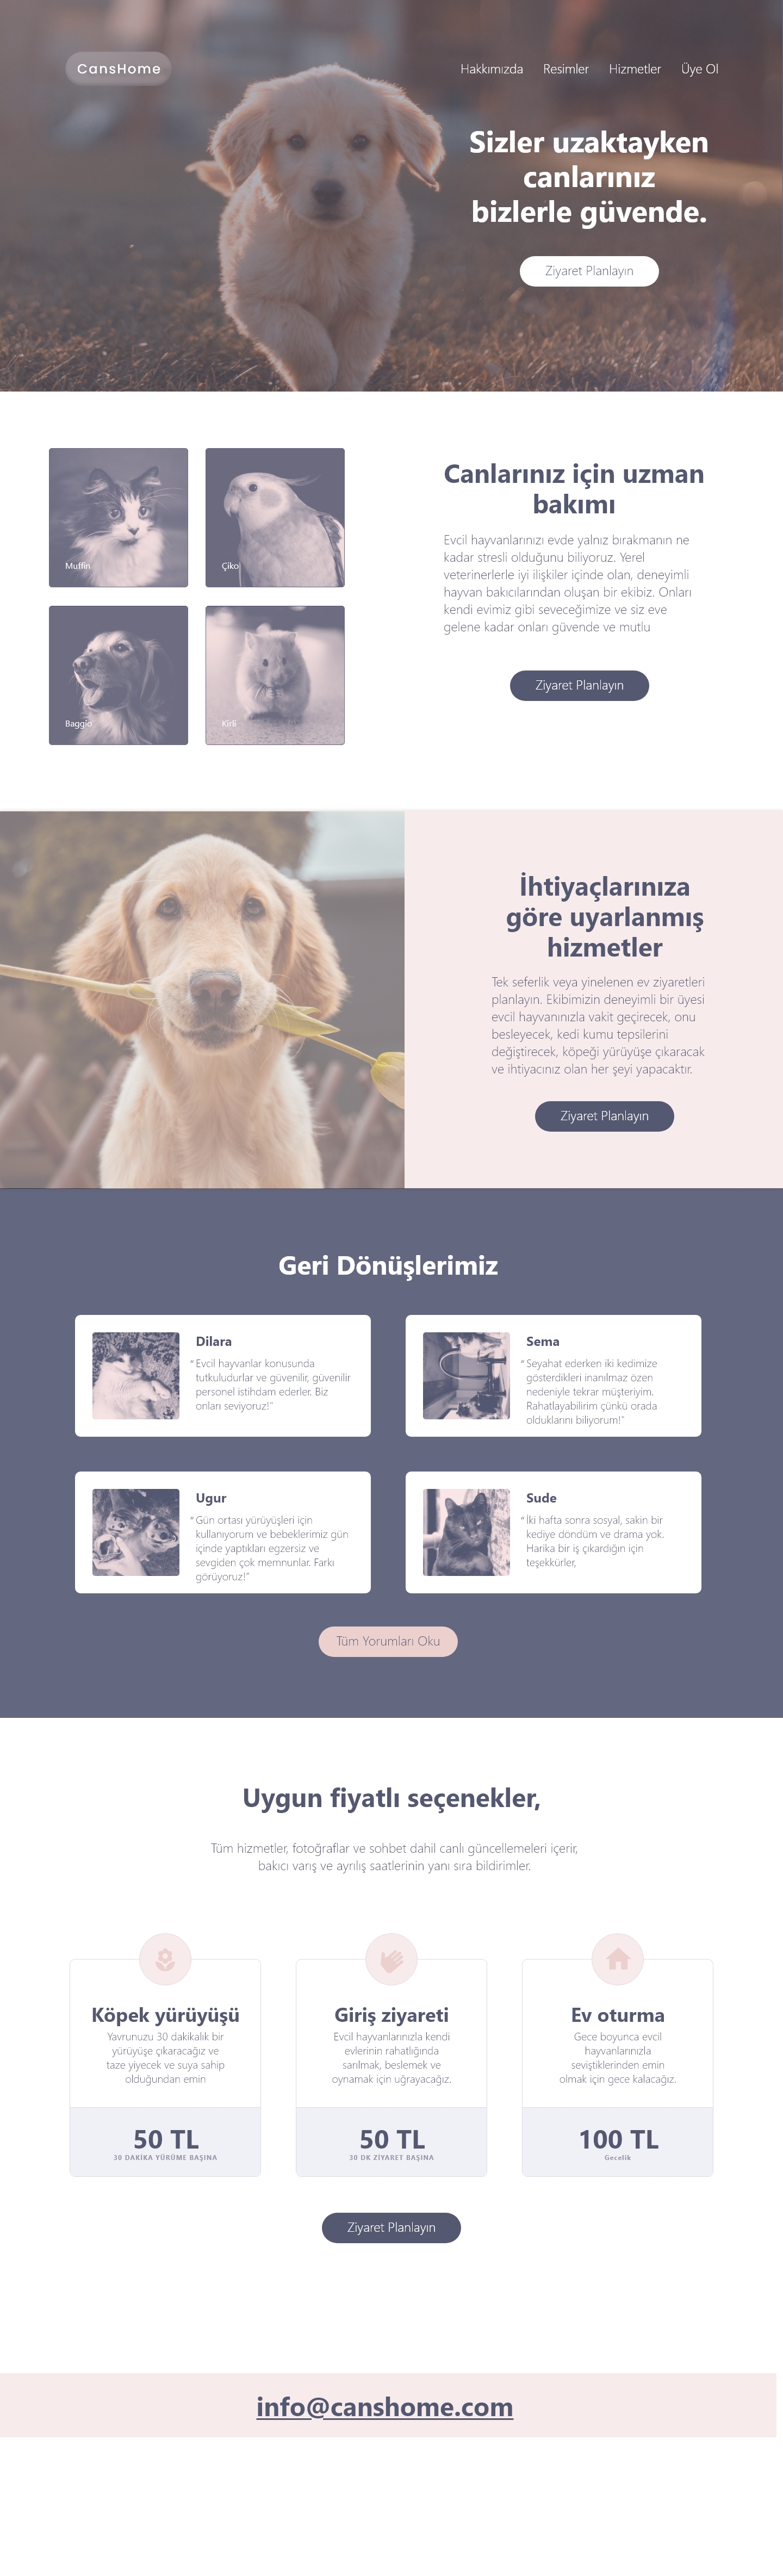 CansHome
Hakkımızda Resimler Hizmetler Üye Ol
Sizler uzaktayken
canlarınız
bizlerle güvende.
Ziyaret Planlayın
Muffin
Çiko
Baggio
Kirli
Canlarınız için uzman
bakımı
Evcil hayvanlarınızı evde yalnız bırakmanın ne
kadar stresli olduğunu biliyoruz. Yerel
veterinerlerle iyi ilişkiler içinde olan, deneyimli
hayvan bakıcılarından oluşan bir ekibiz. Onları
kendi evimiz gibi seveceğimize ve siz eve
gelene kadar onları güvende ve mutlu
Ziyaret Planlayın
İhtiyaçlarınıza
göre uyarlanmış
hizmetler
Tek seferlik veya yinelenen ev ziyaretleri
planlayın. Ekibimizin deneyimli bir üyesi
evcil hayvanınızla vakit geçirecek, onu
besleyecek, kedi kumu tepsilerini
değiştirecek, köpeği yürüyüşe çıkaracak
ve ihtiyacınız olan her şeyi yapacaktır.
Ziyaret Planlayın
Geri Dönüşlerimiz
Dilara
“ Evcil hayvanlar konusunda
tutkuludurlar ve güvenilir, güvenilir
personel istihdam ederler. Biz
onları seviyoruz!"
Sema
“ Seyahat ederken iki kedimize
gösterdikleri inanılmaz özen
nedeniyle tekrar müşteriyim.
Rahatlayabilirim çünkü orada
olduklarını biliyorum!"
Ugur
“ Gün ortası yürüyüşleri için
kullanıyorum ve bebeklerimiz gün
içinde yaptıkları egzersiz ve
sevgiden çok memnunlar. Farkı
görüyoruz!"
Sude
“ İki hafta sonra sosyal, sakin bir
kediye döndüm ve drama yok.
Harika bir iş çıkardığın için
teşekkürler,
Tüm Yorumları Oku
Uygun fiyatlı seçenekler,
Tüm hizmetler, fotoğraflar ve sohbet dahil canlı güncellemeleri içerir,
bakıcı varış ve ayrılış saatlerinin yanı sıra bildirimler.
Köpek yürüyüşü
Yavrunuzu 30 dakikalık bir
yürüyüşe çıkaracağız ve
taze yiyecek ve suya sahip
olduğundan emin
50 TL
30 DAKİKA YÜRÜME BAŞINA
Giriş ziyareti
Evcil hayvanlarınızla kendi
evlerinin rahatlığında
sarılmak, beslemek ve
oynamak için uğrayacağız.
50 TL
30 DK ZİYARET BAŞINA
Ev oturma
Gece boyunca evcil
hayvanlarınızla
seviştiklerinden emin
olmak için gece kalacağız.
100 TL
Gecelik
Ziyaret Planlayın
info@canshome.com